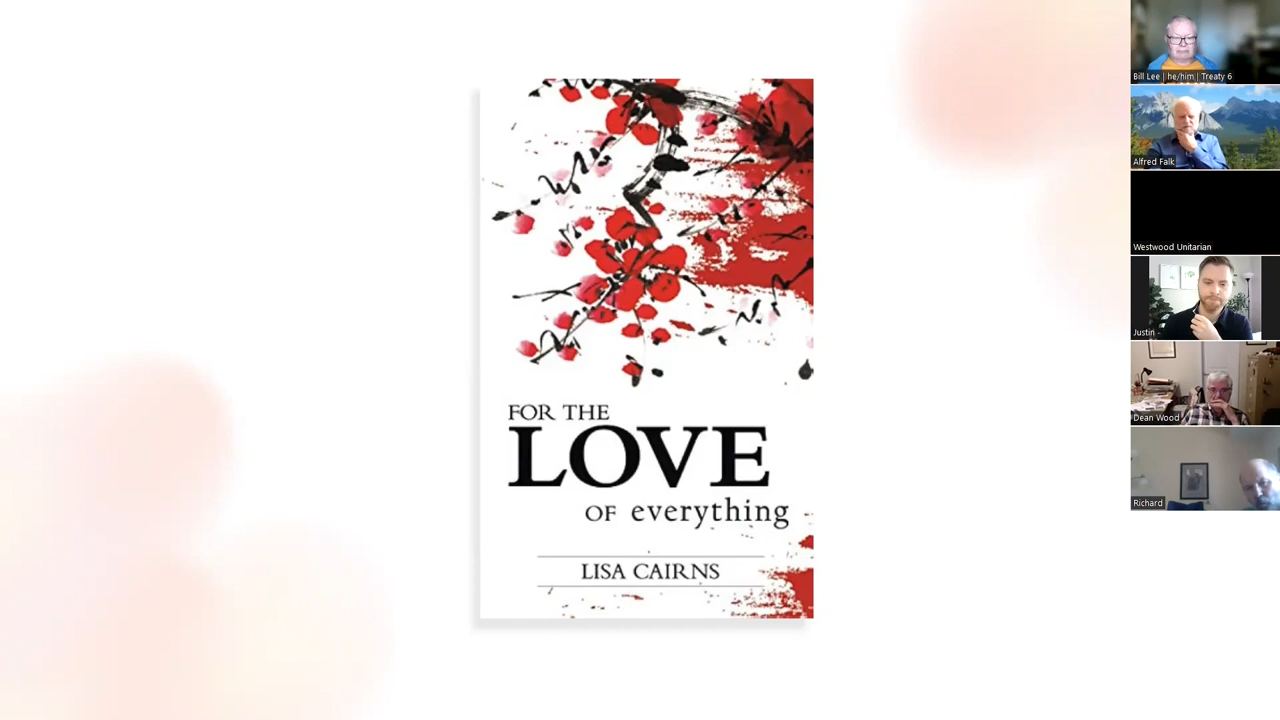 FOR THE
LOVE
OF everything
LISA CAIRNS
Bill Lee | he/him | Treaty 6
Alfred Falk
Westwood Unitarian
Justin
Dean Wood
Richard